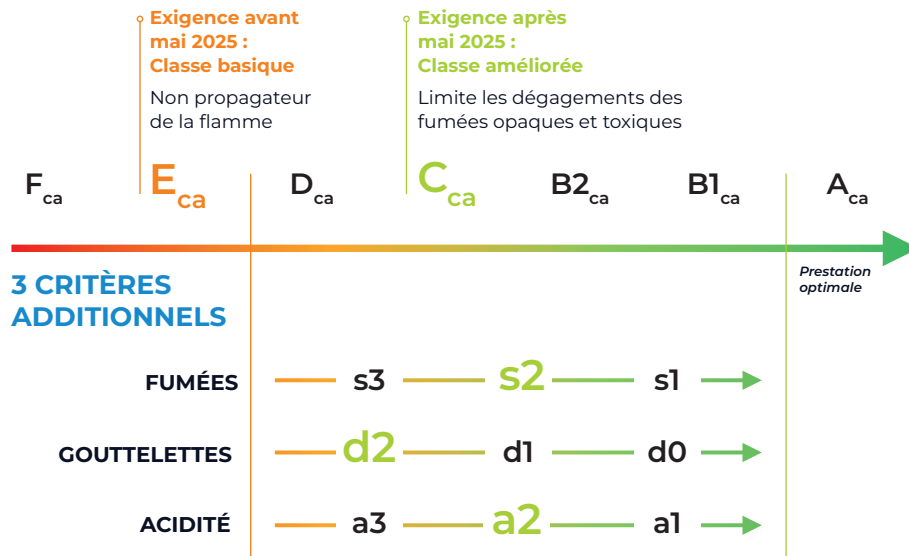 Exigence avant
mai 2025 :
Classe basique
Non propagateur
de la flamme
Exigence après
mai 2025 :
Classe améliorée
Limite les dégagements des
fumées opaques et toxiques
Fca Eca Dca Cca B2ca B1ca Aca
Prestation
optimale
3 CRITÈRES
ADDITIONNELS
FUMÉES s3 s2 s1
GOUTTELETTES d2 d1 d0
ACIDITÉ a3 a2 a1